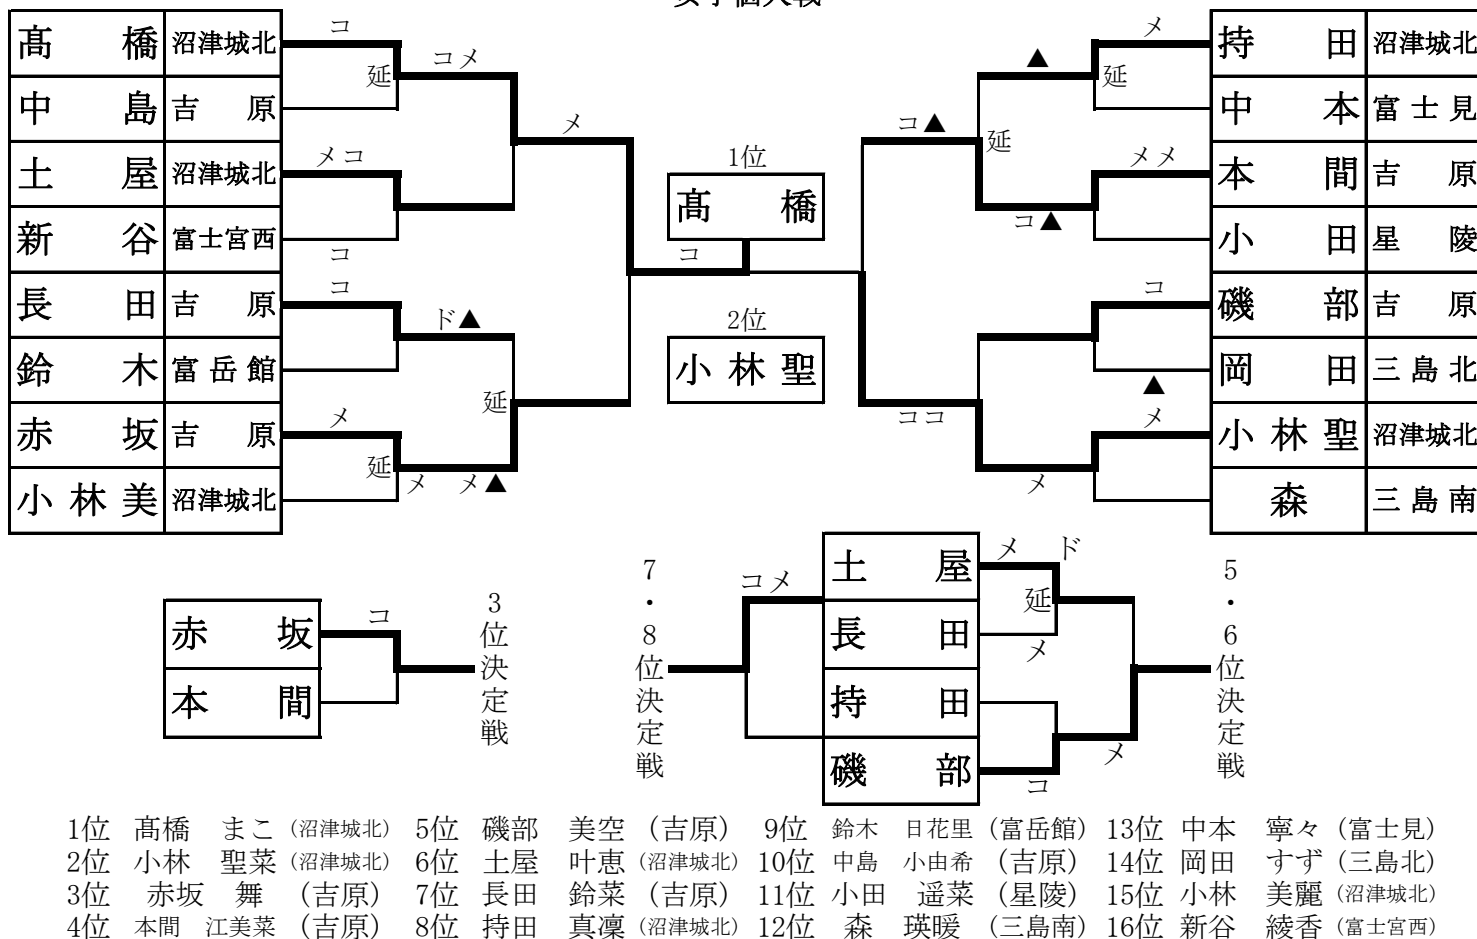 女子個人戦
髙橋 沼津城北
中島 吉原
土屋 沼津城北
新谷 富士宮西
長田 吉原
鈴木 富岳館
赤坂 吉原
小林美 沼津城北
コ
延
コメ
メコ
コ
メ
コ
ド▲
延
メ
延
メ
メ▲
1位
髙橋
コ
2位
小林聖
持田 沼津城北
中本 富士見
本間 吉原
小田 星陵
磯部 吉原
岡田 三島北
小林聖 沼津城北
森 三島南
メ
▲
延
コ▲
延
メメ
コ▲
コ
▲
ココ
メ
メ
赤坂
本間
コ
3位決定戦
7・8位決定戦
コメ
土屋
長田
持田
磯部
メ ド
延
メ
メ
コ
5・6位決定戦
1位 髙橋 まこ (沼津城北) 5位 磯部 美空 (吉原) 9位 鈴木 日花里 (富岳館) 13位 中本 寧々 (富士見)
2位 小林 聖菜 (沼津城北) 6位 土屋 叶恵 (沼津城北) 10位 中島 小由希 (吉原) 14位 岡田 すず (三島北)
3位 赤坂 舞 (吉原) 7位 長田 鈴菜 (吉原) 11位 小田 遥菜 (星陵) 15位 小林 美麗 (沼津城北)
4位 本間 江美菜 (吉原) 8位 持田 真凜 (沼津城北) 12位 森 瑛暖 (三島南) 16位 新谷 綾香 (富士宮西)